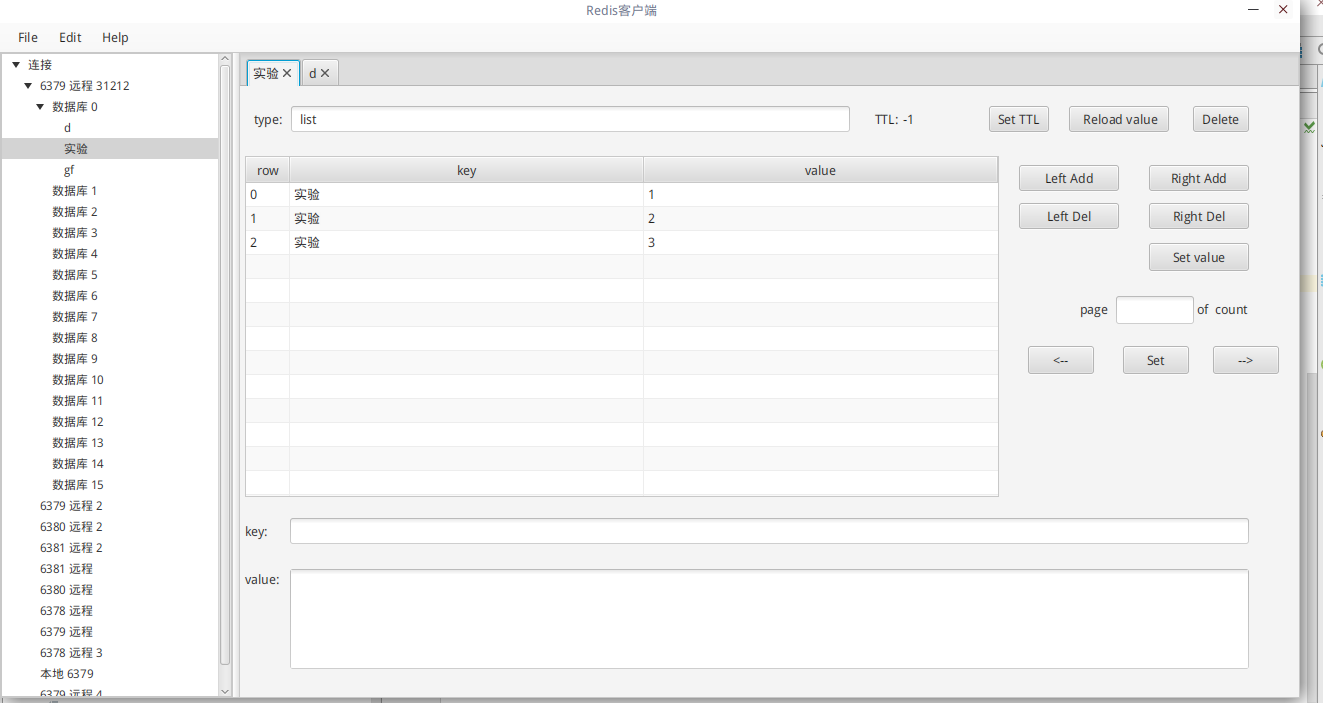 Redis客户端
File Edit Help
连接
6379 远程 31212
数据库 0
d
实验
gf
数据库 1
数据库 2
数据库 3
数据库 4
数据库 5
数据库 6
数据库 7
数据库 8
数据库 9
数据库 10
数据库 11
数据库 12
数据库 13
数据库 14
数据库 15
6379 远程 2
6380 远程 2
6381 远程 2
6381 远程
6380 远程
6378 远程
6379 远程
6378 远程 3
本地 6379
6379 远程 4
实验 d
type: list TTL: -1 Set TTL Reload value Delete
row key value
0 实验 1
1 实验 2
2 实验 3
Left Add Right Add
Left Del Right Del
Set value
page of count
<-- Set -->
key:
value: